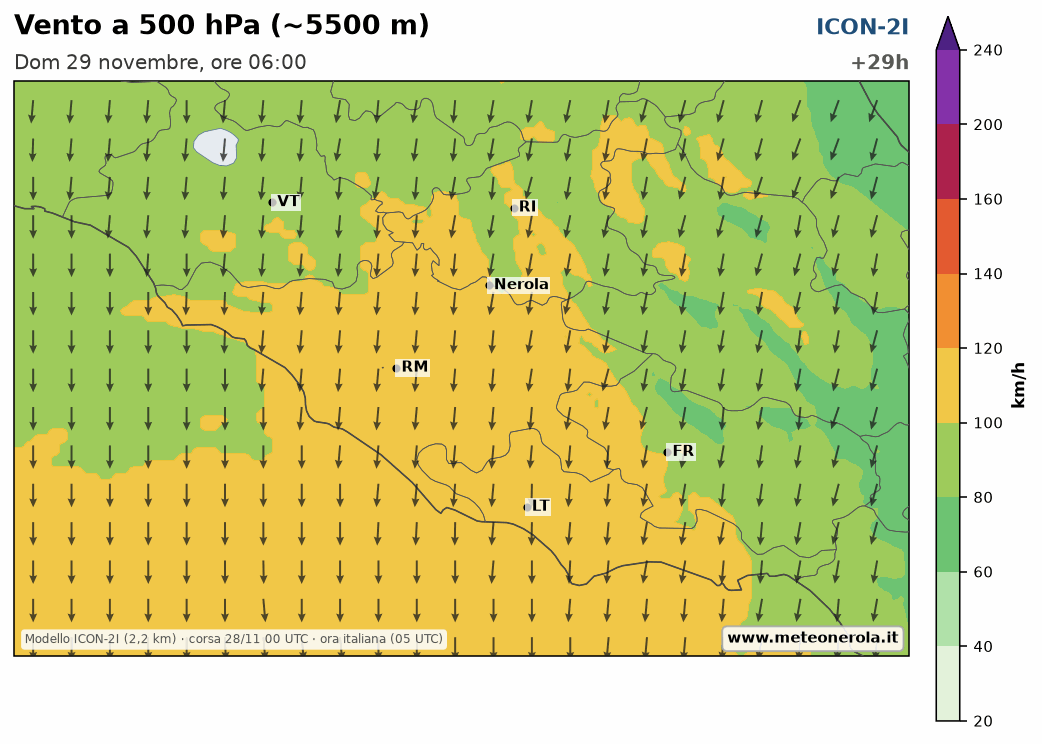 Vento a 500 hPa (~5500 m)
ICON-2I
Dom 29 novembre, ore 06:00
+29h
VT
RI
Nerola
RM
FR
LT
Modello ICON-2I (2,2 km) · corsa 28/11 00 UTC · ora italiana (05 UTC)
www.meteonerola.it
240
200
160
140
120
100
80
60
40
20
km/h